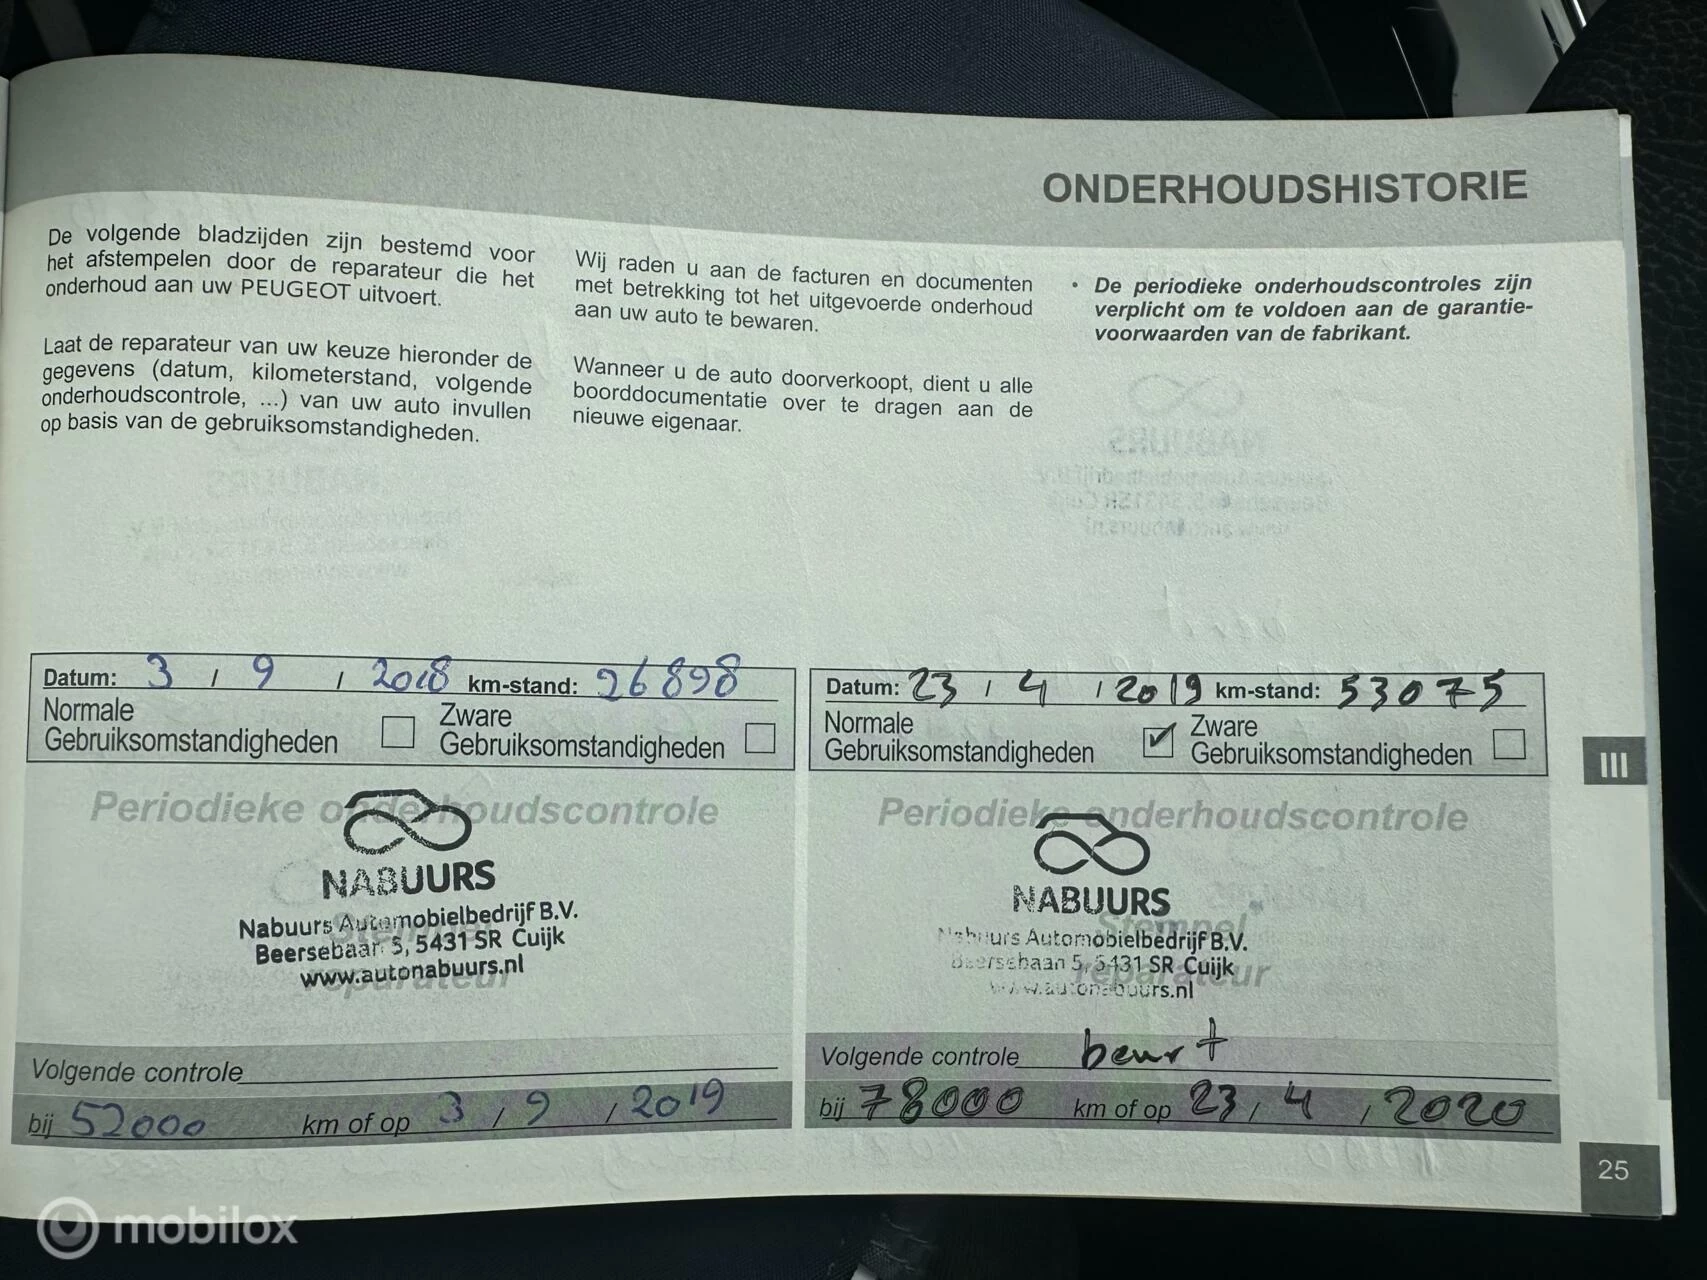 ONDERHOUDSHISTORIE
De volgende bladzijden zijn bestemd voor
het afstempelen door de reparateur die het
onderhoud aan uw PEUGEOT uitvoert.
Laat de reparateur van uw keuze hieronder de
gegevens (datum, kilometerstand, volgende
onderhoudscontrole, ...) van uw auto invullen
op basis van de gebruiksomstandigheden.
Wij raden u aan de facturen en documenten
met betrekking tot het uitgevoerde onderhoud
aan uw auto te bewaren.
Wanneer u de auto doorverkoopt, dient u alle
boorddocumentatie over te dragen aan de
nieuwe eigenaar.
• De periodieke onderhoudscontroles zijn
verplicht om te voldoen aan de garantie-
voorwaarden van de fabrikant.
Datum: 3 / 9 / 2018 km-stand: 26898
Normale
Gebruiksomstandigheden
Zware
Gebruiksomstandigheden
Periodieke onderhoudscontrole
NABUURS
Stempel
Nabuurs Automobielbedrijf B.V.
Beersebaan 5, 5431 SR Cuijk
www.autonabuurs.nl
reparateur
Volgende controle
bij 52000 km of op 3 / 9 / 2019
Datum: 23 / 4 / 2019 km-stand: 53075
Normale
Gebruiksomstandigheden ✓
Zware
Gebruiksomstandigheden
Periodieke onderhoudscontrole
NABUURS
Stempel
Nabuurs Automobielbedrijf B.V.
Beersebaan 5, 5431 SR Cuijk
reparateur
www.autonabuurs.nl
Volgende controle beurt
bij 78000 km of op 23 / 4 / 2020
III
25
mobilox